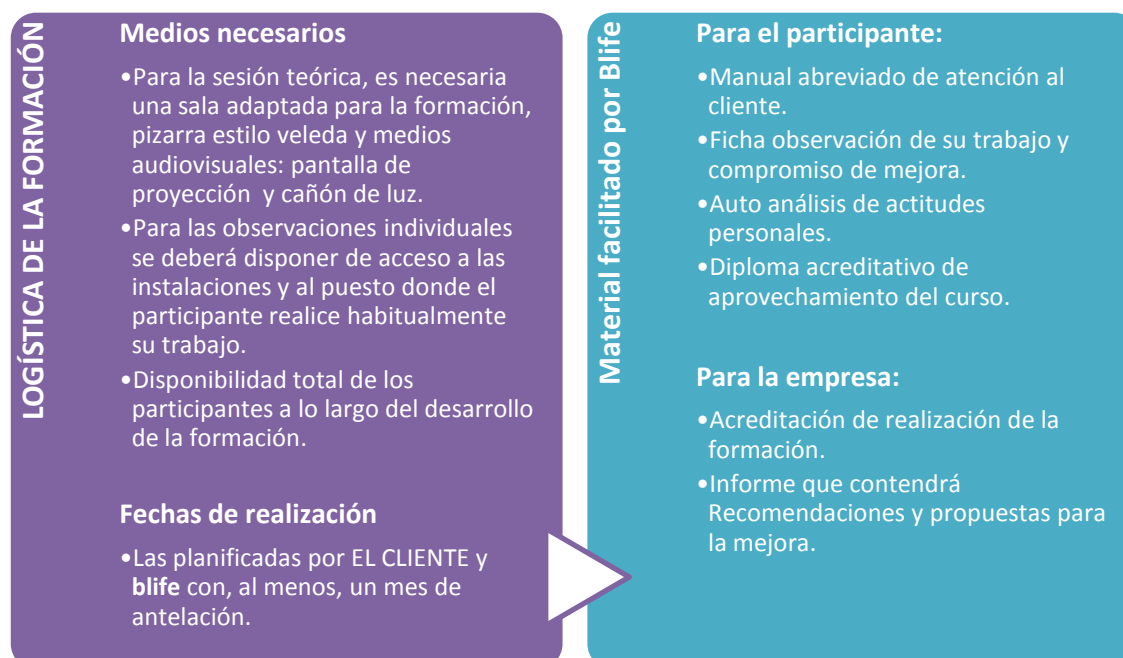 LOGÍSTICA DE LA FORMACIÓN
Medios necesarios
•Para la sesión teórica, es necesaria
una sala adaptada para la formación,
pizarra estilo veleda y medios
audiovisuales: pantalla de
proyección y cañón de luz.
•Para las observaciones individuales
se deberá disponer de acceso a las
instalaciones y al puesto donde el
participante realice habitualmente
su trabajo.
•Disponibilidad total de los
participantes a lo largo del desarrollo
de la formación.
Fechas de realización
•Las planificadas por EL CLIENTE y
blife con, al menos, un mes de
antelación.
Material facilitado por Blife
Para el participante:
•Manual abreviado de atención al
cliente.
•Ficha observación de su trabajo y
compromiso de mejora.
•Auto análisis de actitudes
personales.
•Diploma acreditativo de
aprovechamiento del curso.
Para la empresa:
•Acreditación de realización de la
formación.
•Informe que contendrá
Recomendaciones y propuestas para
la mejora.